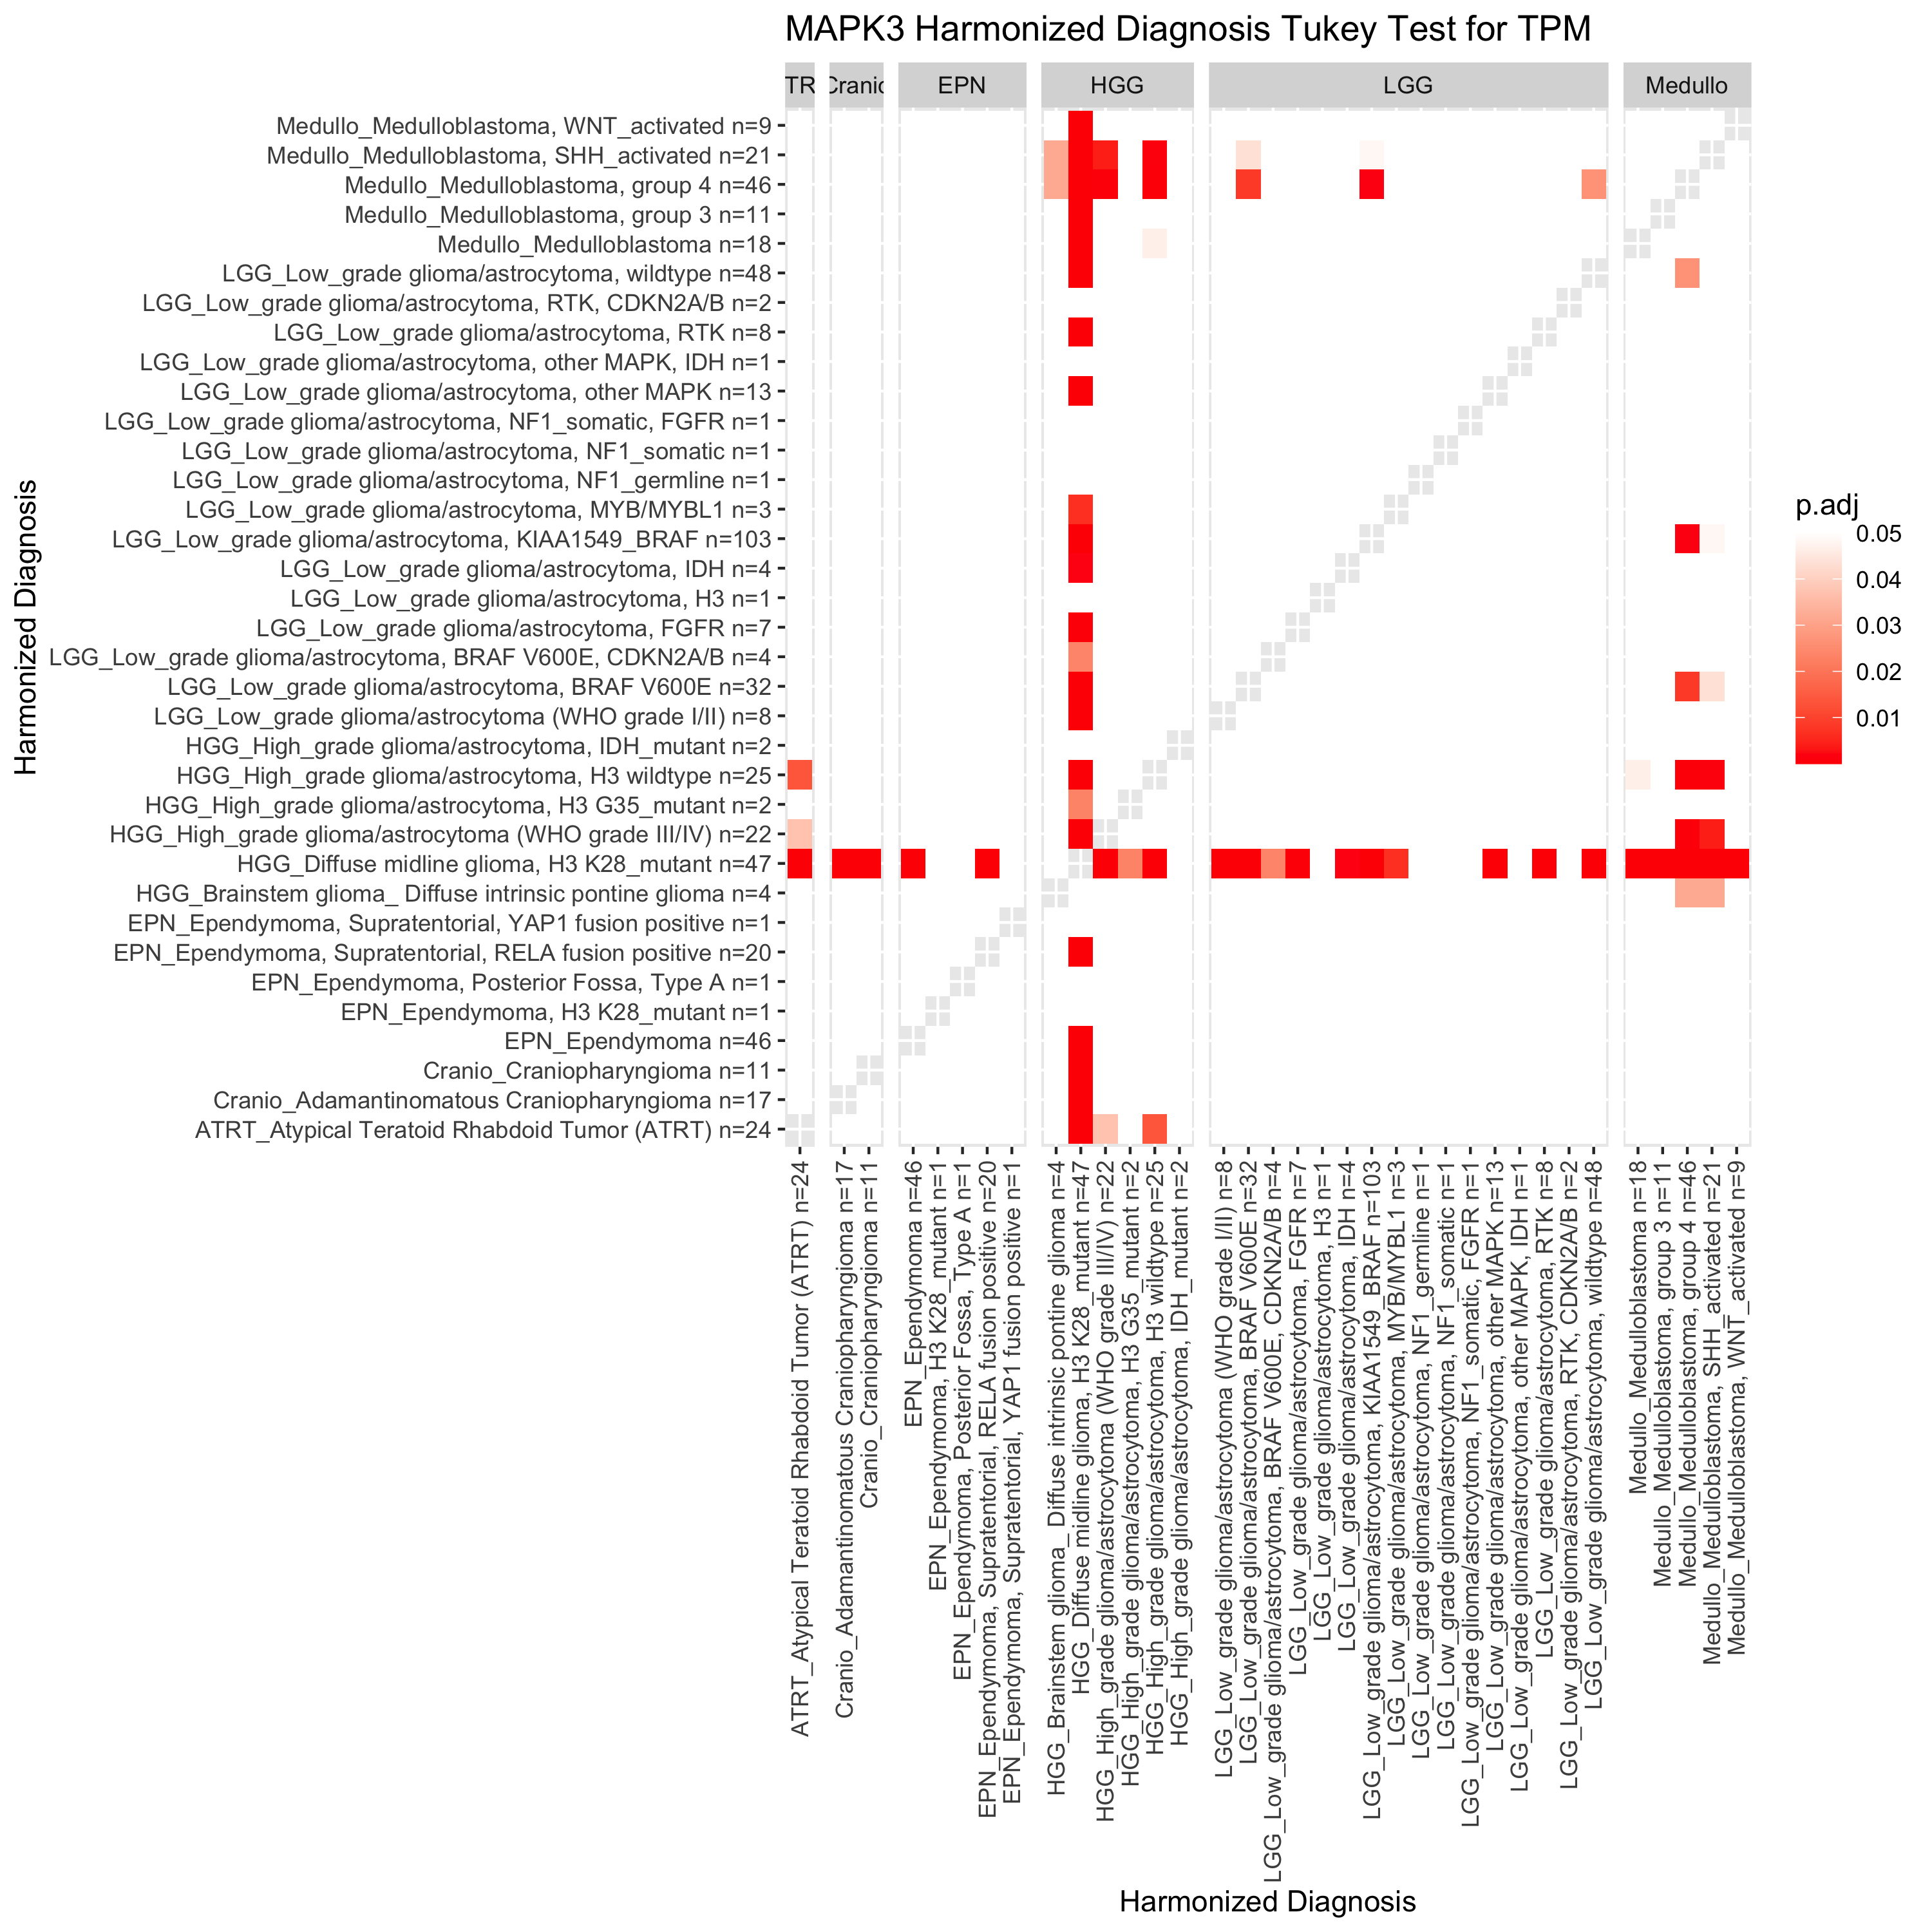 MAPK3 Harmonized Diagnosis Tukey Test for TPM
TR
Cranio
EPN
HGG
LGG
Medullo
Harmonized Diagnosis
Medullo_Medulloblastoma, WNT_activated n=9
Medullo_Medulloblastoma, SHH_activated n=21
Medullo_Medulloblastoma, group 4 n=46
Medullo_Medulloblastoma, group 3 n=11
Medullo_Medulloblastoma n=18
LGG_Low_grade glioma/astrocytoma, wildtype n=48
LGG_Low_grade glioma/astrocytoma, RTK, CDKN2A/B n=2
LGG_Low_grade glioma/astrocytoma, RTK n=8
LGG_Low_grade glioma/astrocytoma, other MAPK, IDH n=1
LGG_Low_grade glioma/astrocytoma, other MAPK n=13
LGG_Low_grade glioma/astrocytoma, NF1_somatic, FGFR n=1
LGG_Low_grade glioma/astrocytoma, NF1_somatic n=1
LGG_Low_grade glioma/astrocytoma, NF1_germline n=1
LGG_Low_grade glioma/astrocytoma, MYB/MYBL1 n=3
LGG_Low_grade glioma/astrocytoma, KIAA1549_BRAF n=103
LGG_Low_grade glioma/astrocytoma, IDH n=4
LGG_Low_grade glioma/astrocytoma, H3 n=1
LGG_Low_grade glioma/astrocytoma, FGFR n=7
LGG_Low_grade glioma/astrocytoma, BRAF V600E, CDKN2A/B n=4
LGG_Low_grade glioma/astrocytoma, BRAF V600E n=32
LGG_Low_grade glioma/astrocytoma (WHO grade I/II) n=8
HGG_High_grade glioma/astrocytoma, IDH_mutant n=2
HGG_High_grade glioma/astrocytoma, H3 wildtype n=25
HGG_High_grade glioma/astrocytoma, H3 G35_mutant n=2
HGG_High_grade glioma/astrocytoma (WHO grade III/IV) n=22
HGG_Diffuse midline glioma, H3 K28_mutant n=47
HGG_Brainstem glioma_ Diffuse intrinsic pontine glioma n=4
EPN_Ependymoma, Supratentorial, YAP1 fusion positive n=1
EPN_Ependymoma, Supratentorial, RELA fusion positive n=20
EPN_Ependymoma, Posterior Fossa, Type A n=1
EPN_Ependymoma, H3 K28_mutant n=1
EPN_Ependymoma n=46
Cranio_Craniopharyngioma n=11
Cranio_Adamantinomatous Craniopharyngioma n=17
ATRT_Atypical Teratoid Rhabdoid Tumor (ATRT) n=24
p.adj
0.05
0.04
0.03
0.02
0.01
ATRT_Atypical Teratoid Rhabdoid Tumor (ATRT) n=24
Cranio_Adamantinomatous Craniopharyngioma n=17
Cranio_Craniopharyngioma n=11
EPN_Ependymoma n=46
EPN_Ependymoma, H3 K28_mutant n=1
EPN_Ependymoma, Posterior Fossa, Type A n=1
EPN_Ependymoma, Supratentorial, RELA fusion positive n=20
EPN_Ependymoma, Supratentorial, YAP1 fusion positive n=1
HGG_Brainstem glioma_ Diffuse intrinsic pontine glioma n=4
HGG_Diffuse midline glioma, H3 K28_mutant n=47
HGG_High_grade glioma/astrocytoma (WHO grade III/IV) n=22
HGG_High_grade glioma/astrocytoma, H3 G35_mutant n=2
HGG_High_grade glioma/astrocytoma, H3 wildtype n=25
HGG_High_grade glioma/astrocytoma, IDH_mutant n=2
LGG_Low_grade glioma/astrocytoma (WHO grade I/II) n=8
LGG_Low_grade glioma/astrocytoma, BRAF V600E n=32
LGG_Low_grade glioma/astrocytoma, BRAF V600E, CDKN2A/B n=4
LGG_Low_grade glioma/astrocytoma, FGFR n=7
LGG_Low_grade glioma/astrocytoma, H3 n=1
LGG_Low_grade glioma/astrocytoma, IDH n=4
LGG_Low_grade glioma/astrocytoma, KIAA1549_BRAF n=103
LGG_Low_grade glioma/astrocytoma, MYB/MYBL1 n=3
LGG_Low_grade glioma/astrocytoma, NF1_germline n=1
LGG_Low_grade glioma/astrocytoma, NF1_somatic n=1
LGG_Low_grade glioma/astrocytoma, NF1_somatic, FGFR n=1
LGG_Low_grade glioma/astrocytoma, other MAPK n=13
LGG_Low_grade glioma/astrocytoma, other MAPK, IDH n=1
LGG_Low_grade glioma/astrocytoma, RTK n=8
LGG_Low_grade glioma/astrocytoma, RTK, CDKN2A/B n=2
LGG_Low_grade glioma/astrocytoma, wildtype n=48
Medullo_Medulloblastoma n=18
Medullo_Medulloblastoma, group 3 n=11
Medullo_Medulloblastoma, group 4 n=46
Medullo_Medulloblastoma, SHH_activated n=21
Medullo_Medulloblastoma, WNT_activated n=9
Harmonized Diagnosis